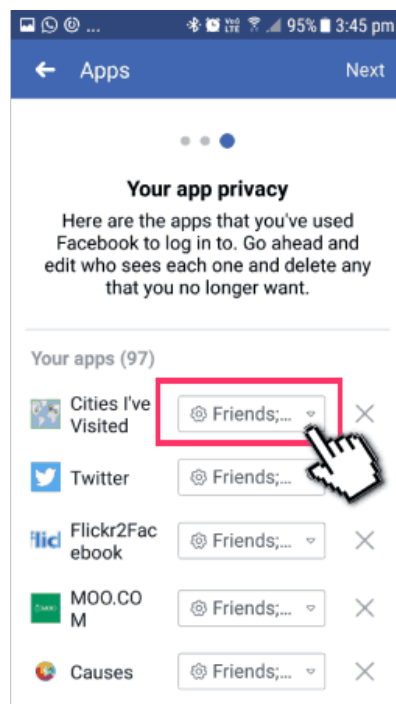 ... 95% 3:45 pm
Apps Next
Your app privacy
Here are the apps that you've used
Facebook to log in to. Go ahead and
edit who sees each one and delete any
that you no longer want.
Your apps (97)
Cities I've
Visited
Friends;...
Twitter
Friends;...
Flickr2Fac
ebook
Friends;...
MOO.CO
M
Friends;...
Causes
Friends;...